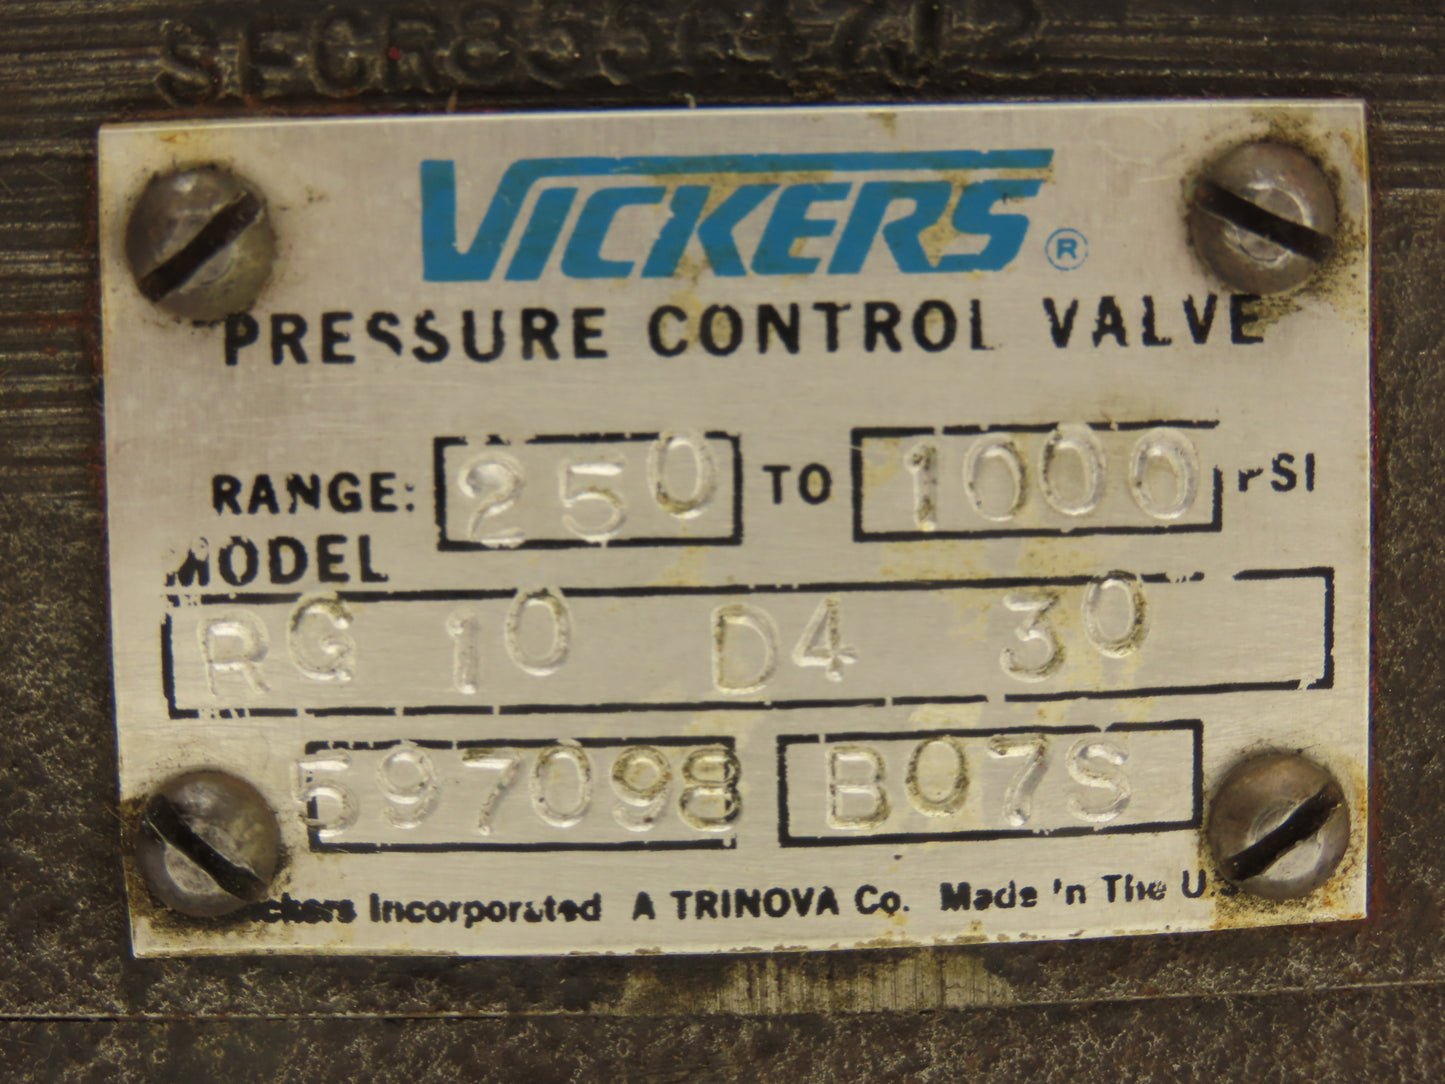 VICKERS®
PRESSURE CONTROL VALVE
RANGE: 250 TO 1000 PSI
MODEL
RG 10 D4 30
597098 B07S
Vickers Incorporated A TRINOVA Co. Made in The U.S.